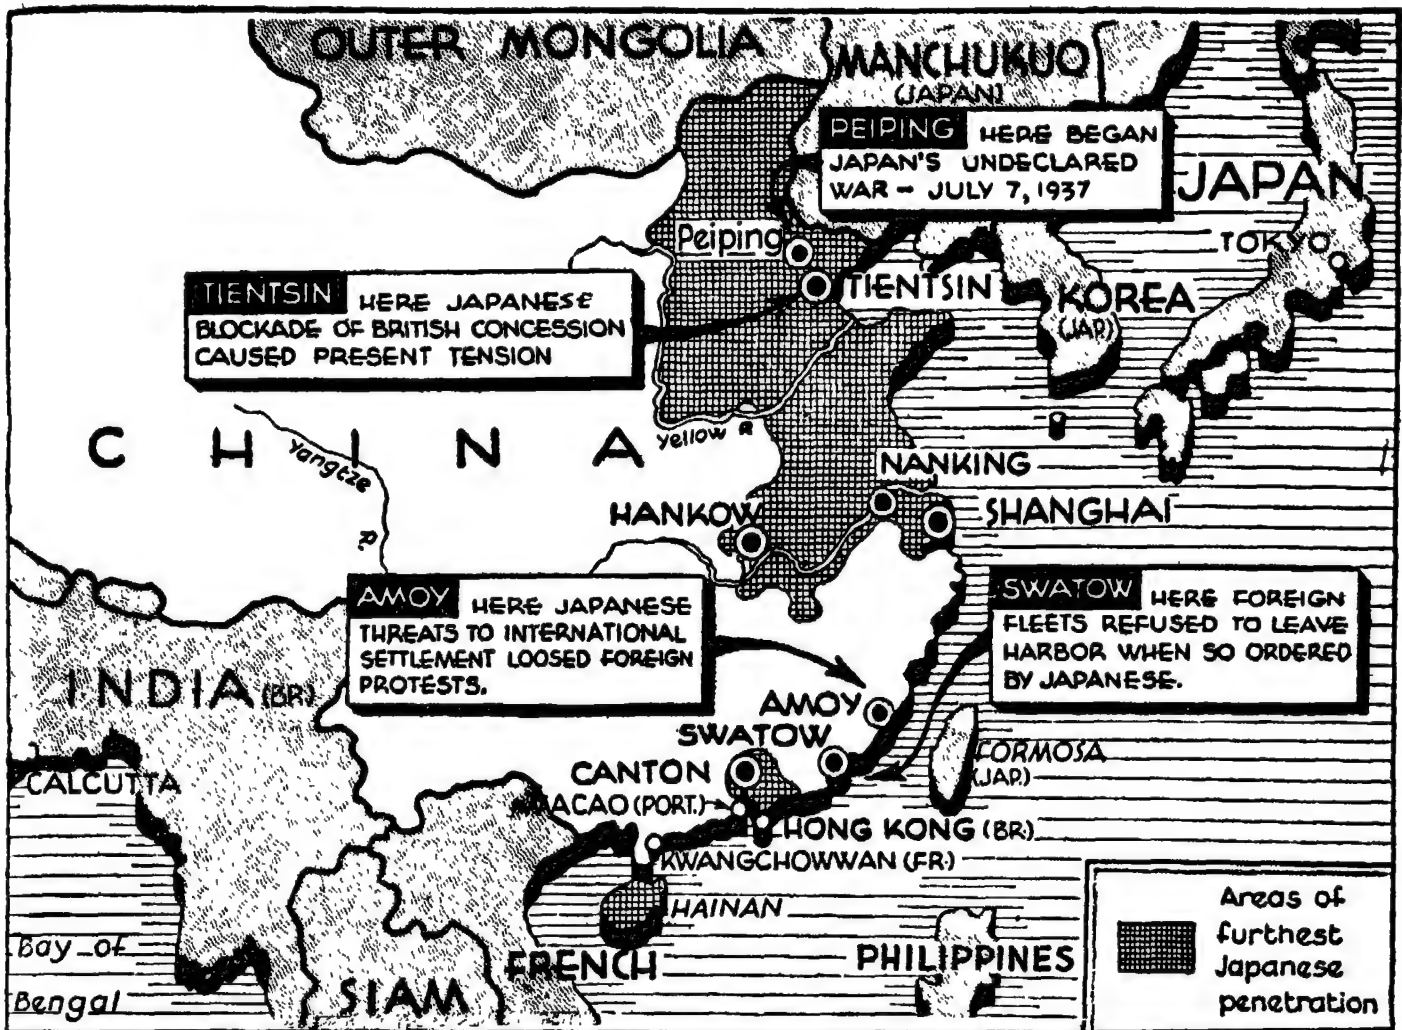 OUTER MONGOLIA
MANCHUKUO
(JAPAN)
PEIPING HERE BEGAN
JAPAN'S UNDECLARED
WAR - JULY 7, 1937
JAPAN
TOKYO
Peiping
TIENTSIN
TIENTSIN HERE JAPANESE
BLOCKADE OF BRITISH CONCESSION
CAUSED PRESENT TENSION
KOREA
(JAP.)
CHINA
Yangtze R.
Yellow R
NANKING
HANKOW
SHANGHAI
AMOY HERE JAPANESE
THREATS TO INTERNATIONAL
SETTLEMENT LOOSED FOREIGN
PROTESTS.
SWATOW HERE FOREIGN
FLEETS REFUSED TO LEAVE
HARBOR WHEN SO ORDERED
BY JAPANESE.
INDIA (BR.)
AMOY
SWATOW
FORMOSA
(JAP.)
CALCUTTA
CANTON
MACAO (PORT.)
HONG KONG (BR.)
KWANGCHOWWAN (FR.)
HAINAN
Bay of
Bengal
SIAM
FRENCH
PHILIPPINES
Areas of
furthest
Japanese
penetration